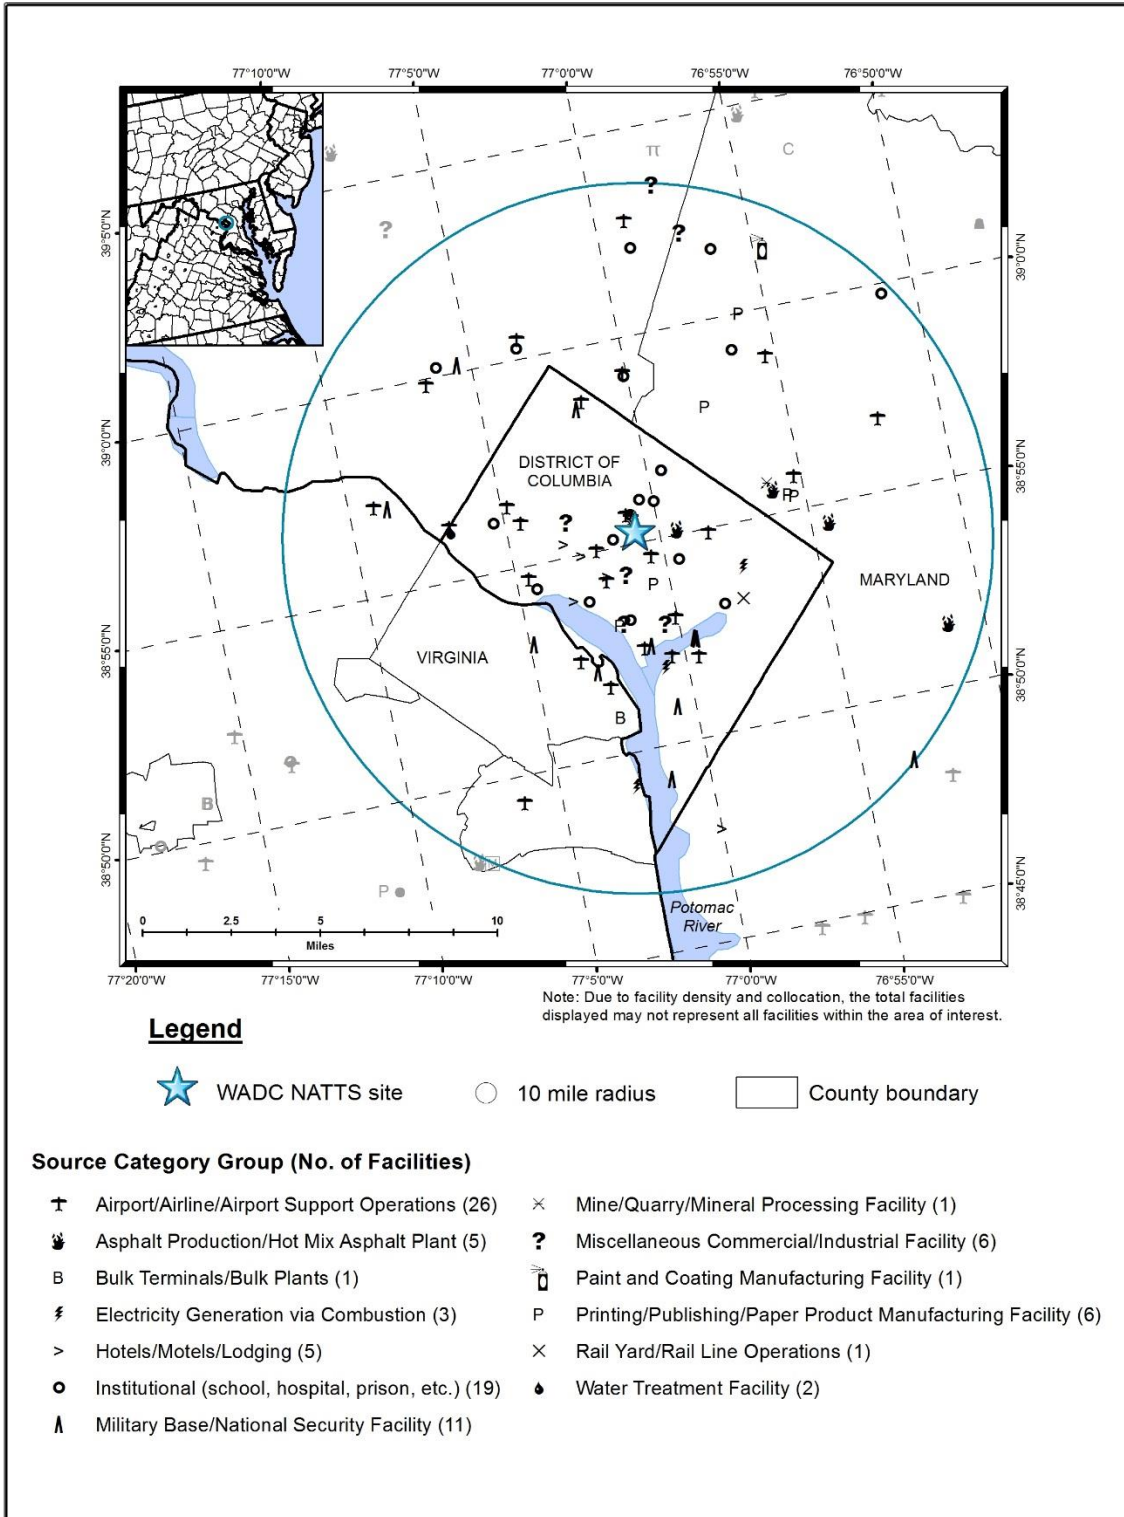 77°10'0"W 77°5'0"W 77°0'0"W 76°55'0"W 76°50'0"W
39°5'0"N
39°0'0"N
39°0'0"N
38°55'0"N
38°55'0"N
38°50'0"N
38°50'0"N
38°45'0"N
π
C
P
P
DISTRICT OF
COLUMBIA
P
P
P
MARYLAND
P
VIRGINIA
B
B
P
Potomac
River
0 2.5 5 10
Miles
77°20'0"W 77°15'0"W 77°10'0"W 77°5'0"W 77°0'0"W 76°55'0"W
Note: Due to facility density and collocation, the total facilities
displayed may not represent all facilities within the area of interest.
Legend
WADC NATTS site 10 mile radius County boundary
Source Category Group (No. of Facilities)
Airport/Airline/Airport Support Operations (26) Mine/Quarry/Mineral Processing Facility (1)
Asphalt Production/Hot Mix Asphalt Plant (5) ? Miscellaneous Commercial/Industrial Facility (6)
B Bulk Terminals/Bulk Plants (1) Paint and Coating Manufacturing Facility (1)
Electricity Generation via Combustion (3) P Printing/Publishing/Paper Product Manufacturing Facility (6)
> Hotels/Motels/Lodging (5) Rail Yard/Rail Line Operations (1)
Institutional (school, hospital, prison, etc.) (19) Water Treatment Facility (2)
Military Base/National Security Facility (11)